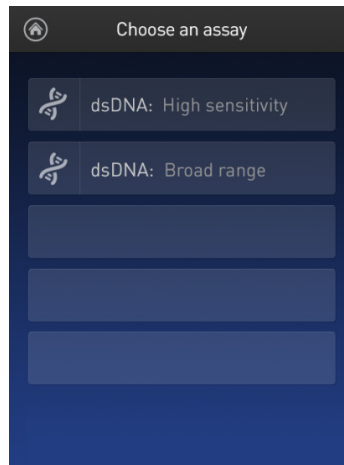 Choose an assay
dsDNA: High sensitivity
dsDNA: Broad range